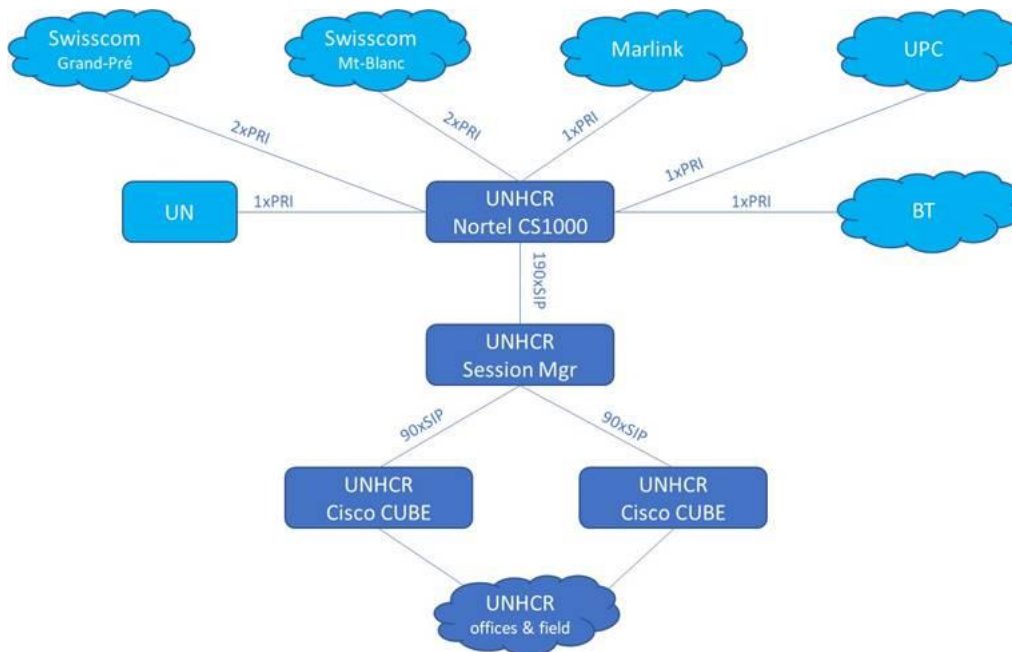 Swisscom
Grand-Pré
Swisscom
Mt-Blanc
Marlink
UPC
2xPRI
2xPRI
1xPRI
1xPRI
UN
1xPRI
UNHCR
Nortel CS1000
1xPRI
BT
190xSIP
UNHCR
Session Mgr
90xSIP
90xSIP
UNHCR
Cisco CUBE
UNHCR
Cisco CUBE
UNHCR
offices & field